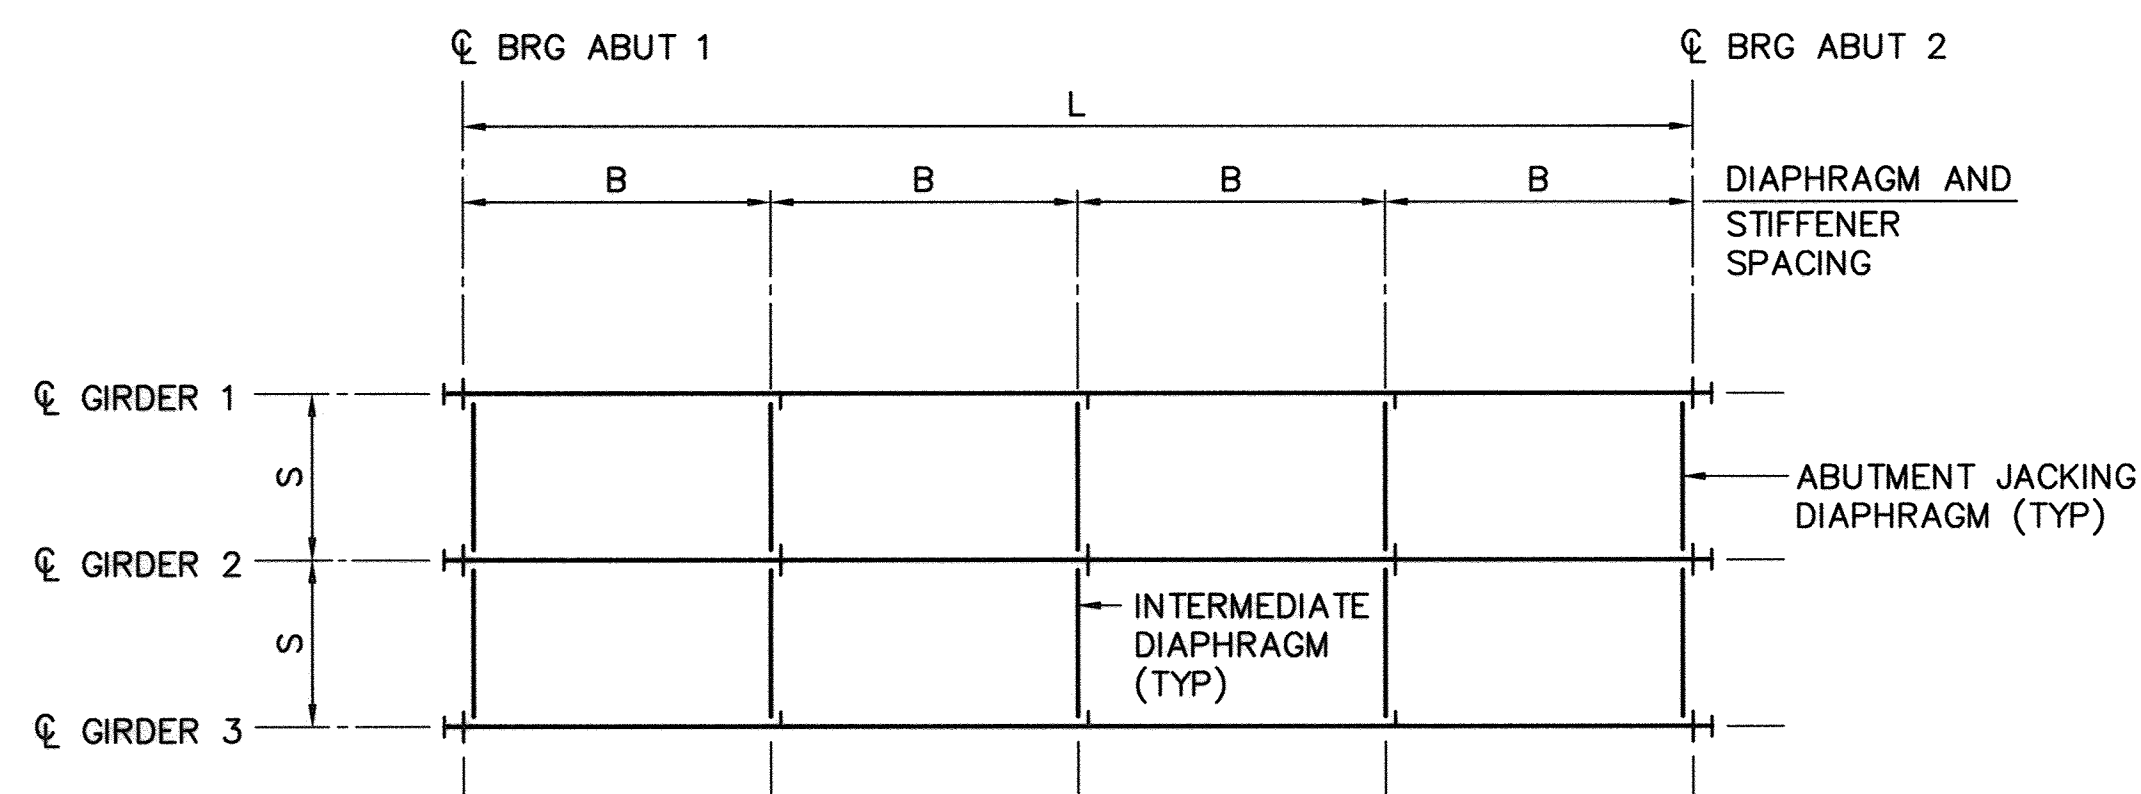 ℄ BRG ABUT 1
℄ BRG ABUT 2
L
B
B
B
B
DIAPHRAGM AND
STIFFENER
SPACING
℄ GIRDER 1
S
ABUTMENT JACKING
DIAPHRAGM (TYP)
℄ GIRDER 2
INTERMEDIATE
DIAPHRAGM
(TYP)
S
℄ GIRDER 3